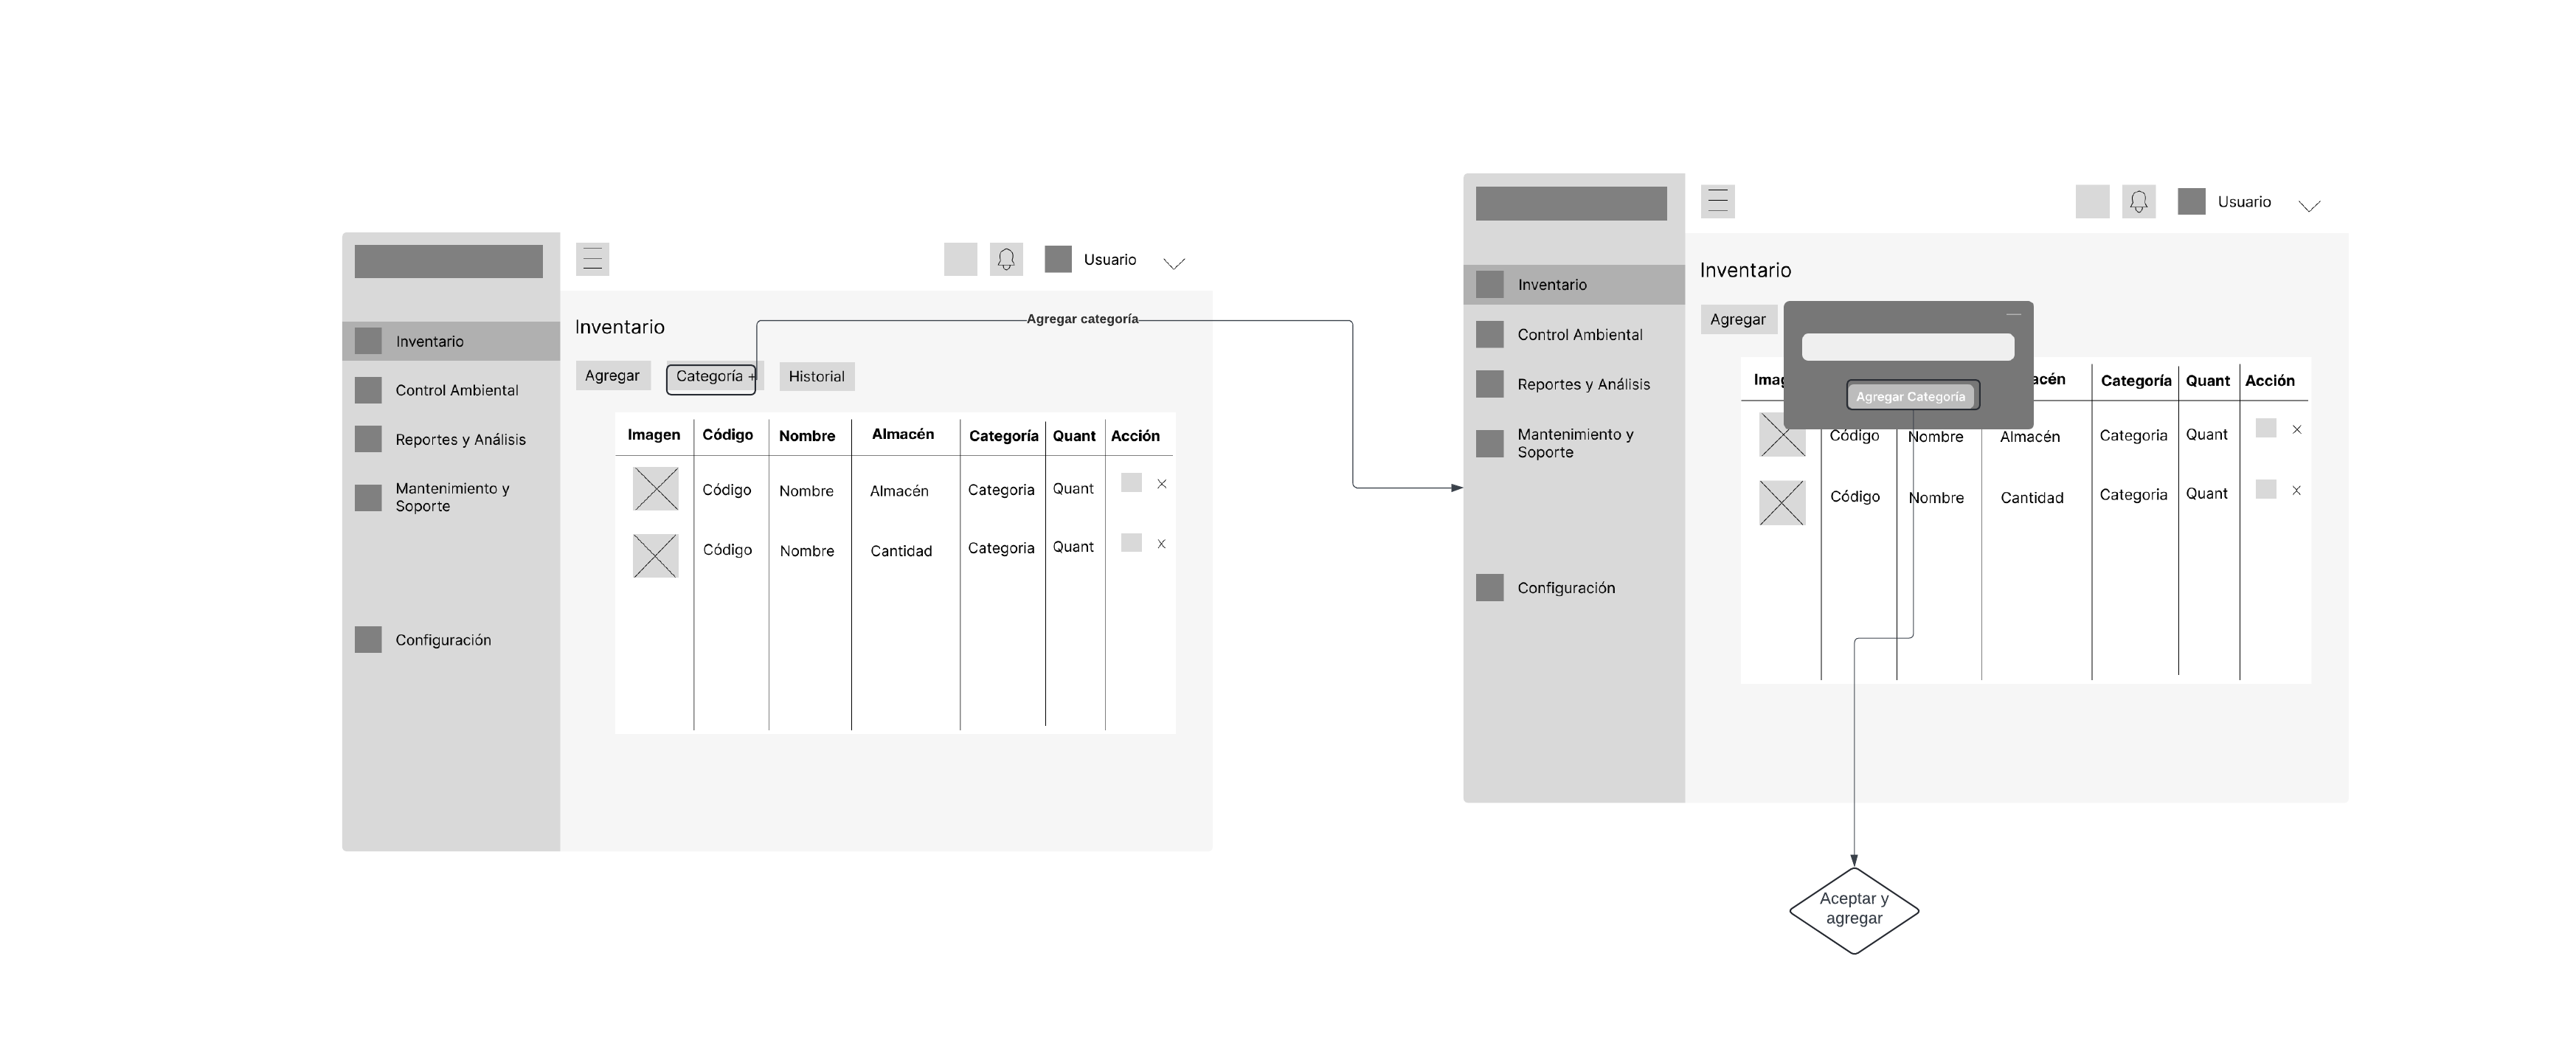 Usuario
Inventario
Agregar categoría
Inventario
Control Ambiental
Reportes y Análisis
Mantenimiento y
Soporte
Configuración
Agregar
Categoría +
Historial
Imagen Código Nombre Almacén Categoría Quant Acción
Código Nombre Almacén Categoria Quant X
Código Nombre Cantidad Categoria Quant X
Usuario
Inventario
Inventario
Control Ambiental
Reportes y Análisis
Mantenimiento y
Soporte
Configuración
Agregar
Agregar Categoría
Imag acén Categoría Quant Acción
Código Nombre Almacén Categoria Quant X
Código Nombre Cantidad Categoria Quant X
Aceptar y
agregar